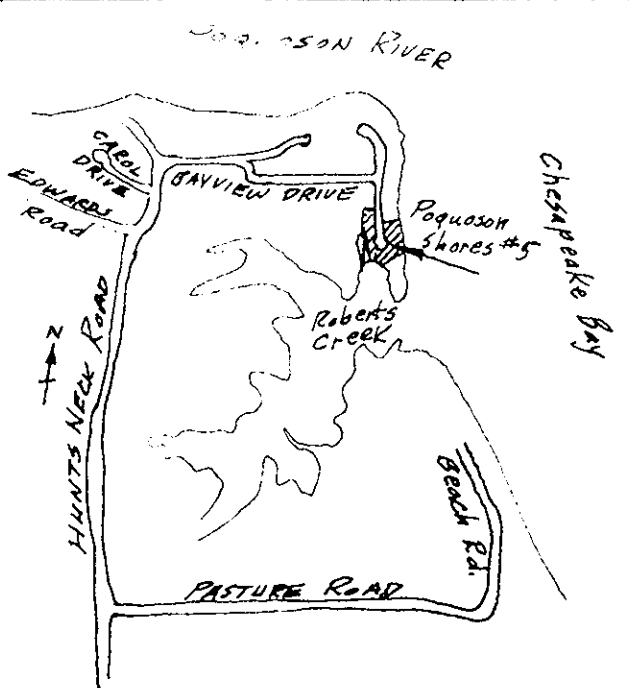 RIVER
CAROL
DRIVE
EDWARDS
Road
BAYVIEW DRIVE
Chesapeake Bay
Poquoson
Shores #5
Roberts
Creek
N
HUNTS NECK ROAD
Beach Rd.
PASTURE ROAD